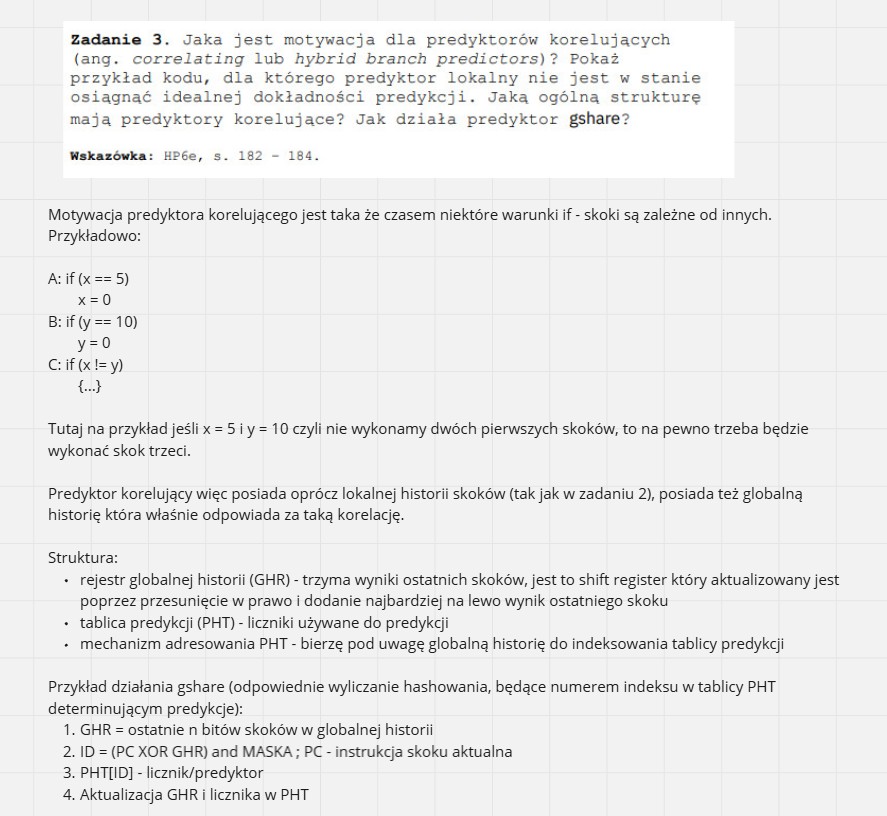 Zadanie 3. Jaka jest motywacja dla predyktorów korelujących
(ang. correlating lub hybrid branch predictors)? Pokaż
przykład kodu, dla którego predyktor lokalny nie jest w stanie
osiągnąć idealnej dokładności predykcji. Jaką ogólną strukturę
mają predyktory korelujące? Jak działa predyktor gshare?
Wskazówka: HP6e, s. 182 - 184.
Motywacja predyktora korelującego jest taka że czasem niektóre warunki if - skoki są zależne od innych.
Przykładowo:
A: if (x == 5)
x = 0
B: if (y == 10)
y = 0
C: if (x != y)
{...}
Tutaj na przykład jeśli x = 5 i y = 10 czyli nie wykonamy dwóch pierwszych skoków, to na pewno trzeba będzie
wykonać skok trzeci.
Predyktor korelujący więc posiada oprócz lokalnej historii skoków (tak jak w zadaniu 2), posiada też globalną
historię która właśnie odpowiada za taką korelację.
Struktura:
• rejestr globalnej historii (GHR) - trzyma wyniki ostatnich skoków, jest to shift register który aktualizowany jest
poprzez przesunięcie w prawo i dodanie najbardziej na lewo wynik ostatniego skoku
• tablica predykcji (PHT) - liczniki używane do predykcji
• mechanizm adresowania PHT - bierzę pod uwagę globalną historię do indeksowania tablicy predykcji
Przykład działania gshare (odpowiednie wyliczanie hashowania, będące numerem indeksu w tablicy PHT
determinującym predykcje):
1. GHR = ostatnie n bitów skoków w globalnej historii
2. ID = (PC XOR GHR) and MASKA ; PC - instrukcja skoku aktualna
3. PHT[ID] - licznik/predyktor
4. Aktualizacja GHR i licznika w PHT